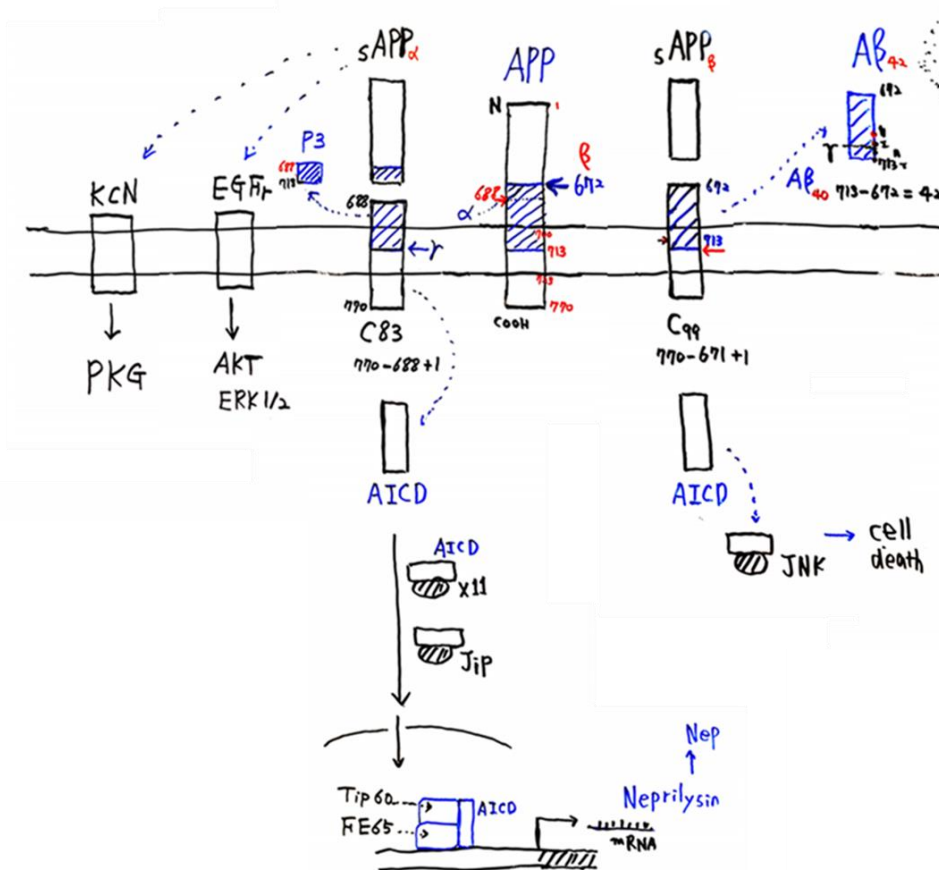 sAPPα
APP
sAPPβ
Aβ42
N
1
672
P3
β
KCN
EGFr
688
688
672
672
γ
α
Aβ40
713-672=42
γ
713
713
770
770
COOH
C83
C99
770-688+1
770-671+1
PKG
AKT
ERK1/2
AICD
AICD
AICD
X11
JNK
cell
death
Jip
Nep
Neprilysin
Tip60
AICD
FE65
mRNA